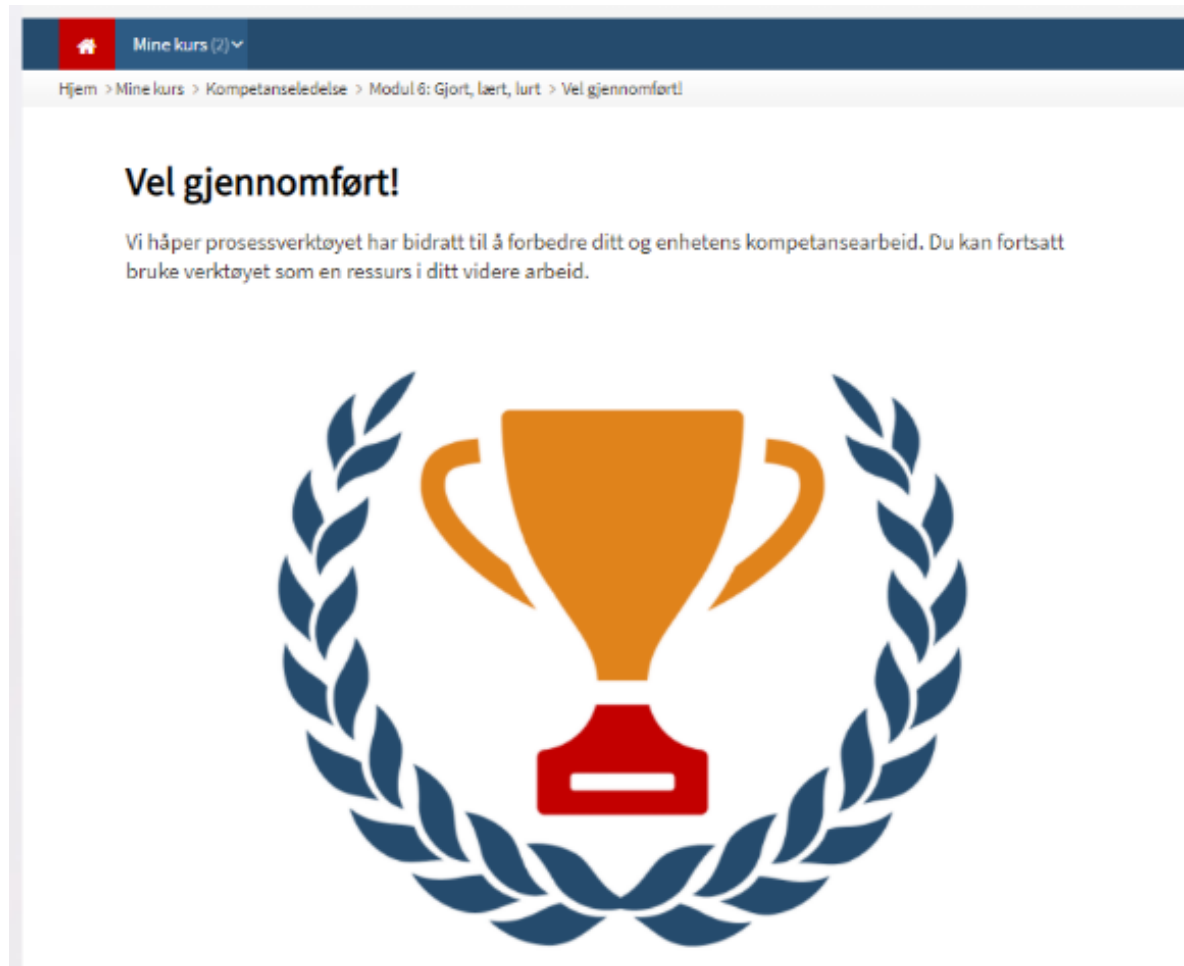 Mine kurs (2)
Hjem > Mine kurs > Kompetanseledelse > Modul 6: Gjort, lært, lurt > Vel gjennomført!
Vel gjennomført!
Vi håper prosessverktøyet har bidratt til å forbedre ditt og enhetens kompetansearbeid. Du kan fortsatt
bruke verktøyet som en ressurs i ditt videre arbeid.